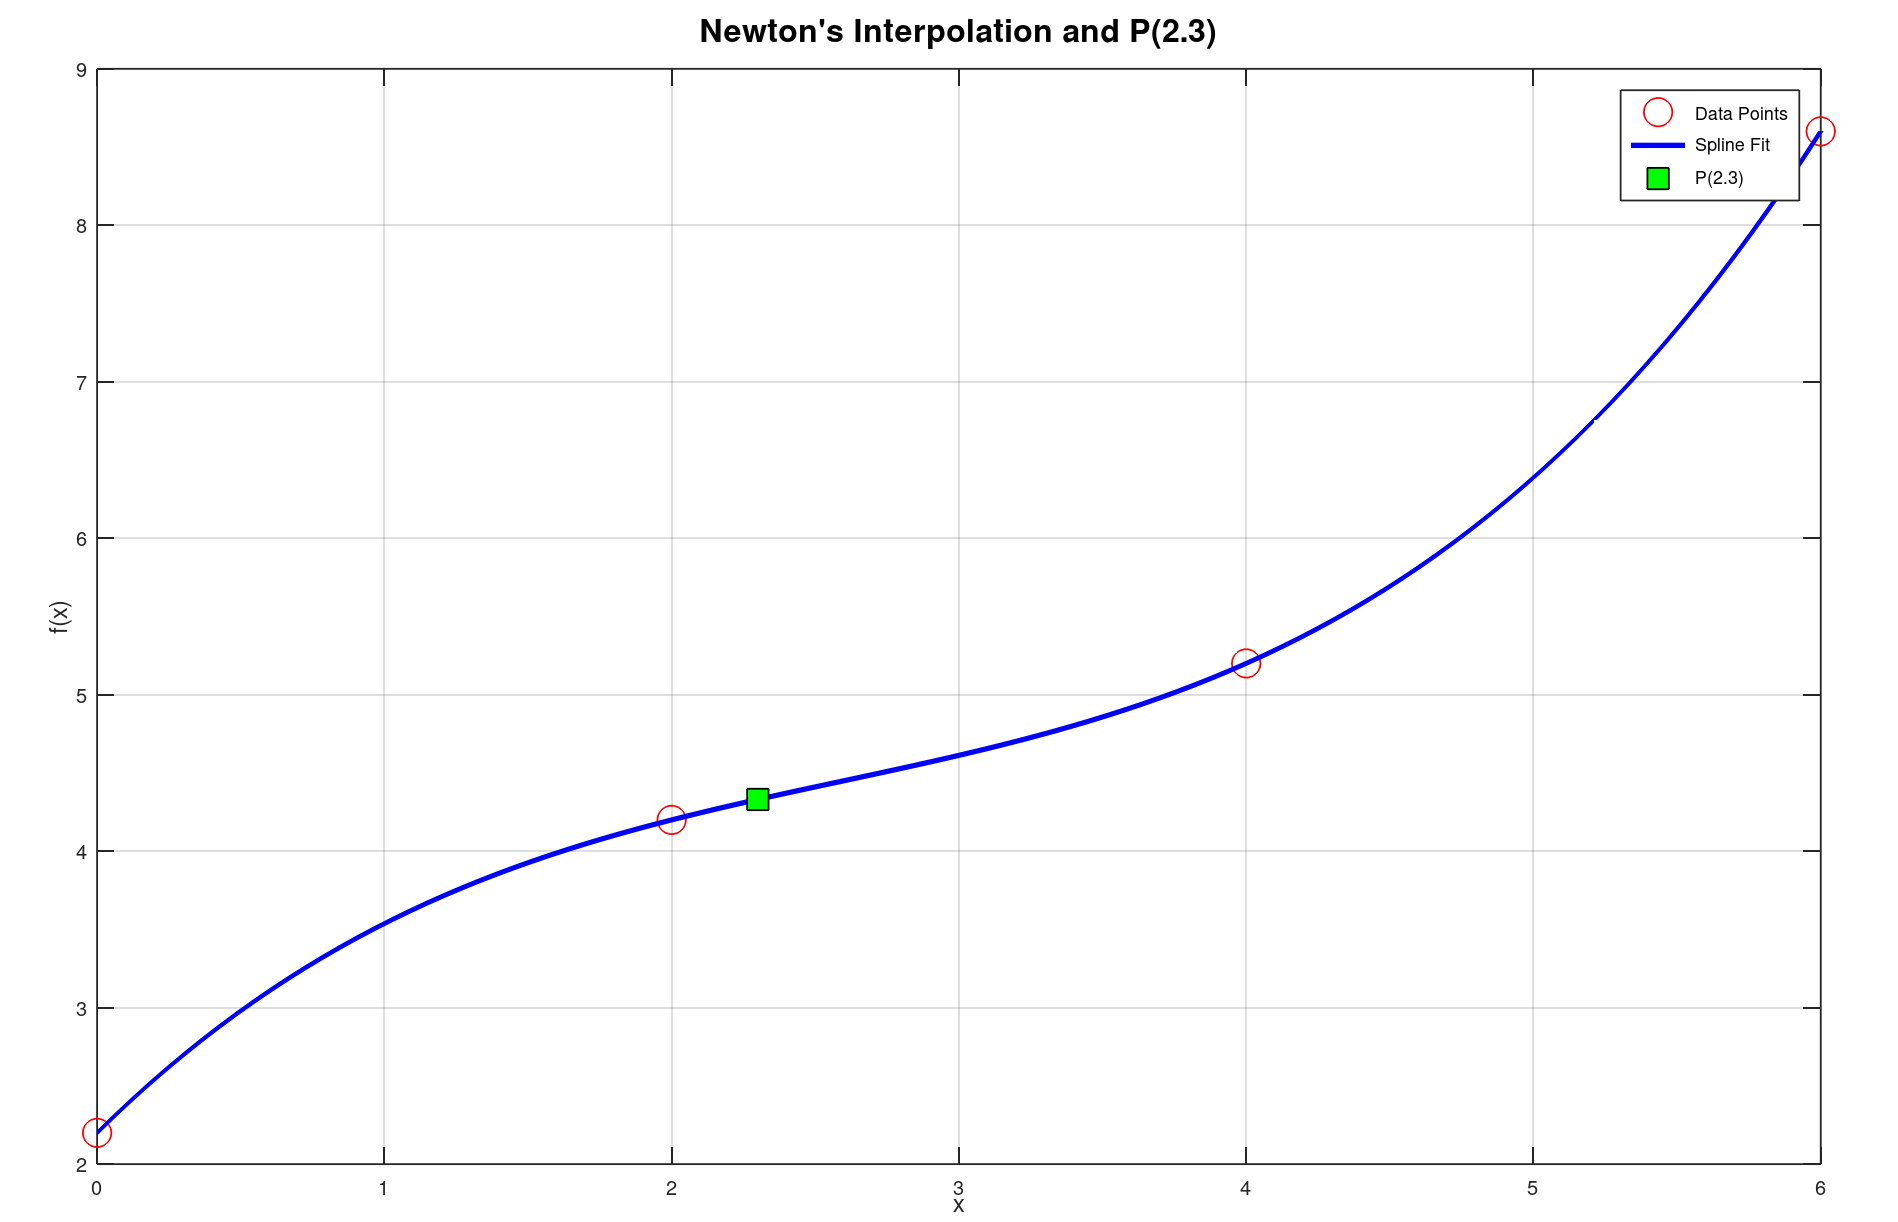 Newton's Interpolation and P(2.3)
9
8
7
6
5
4
3
2
f(x)
Data Points
Spline Fit
P(2.3)
0 1 2 3 4 5 6
x